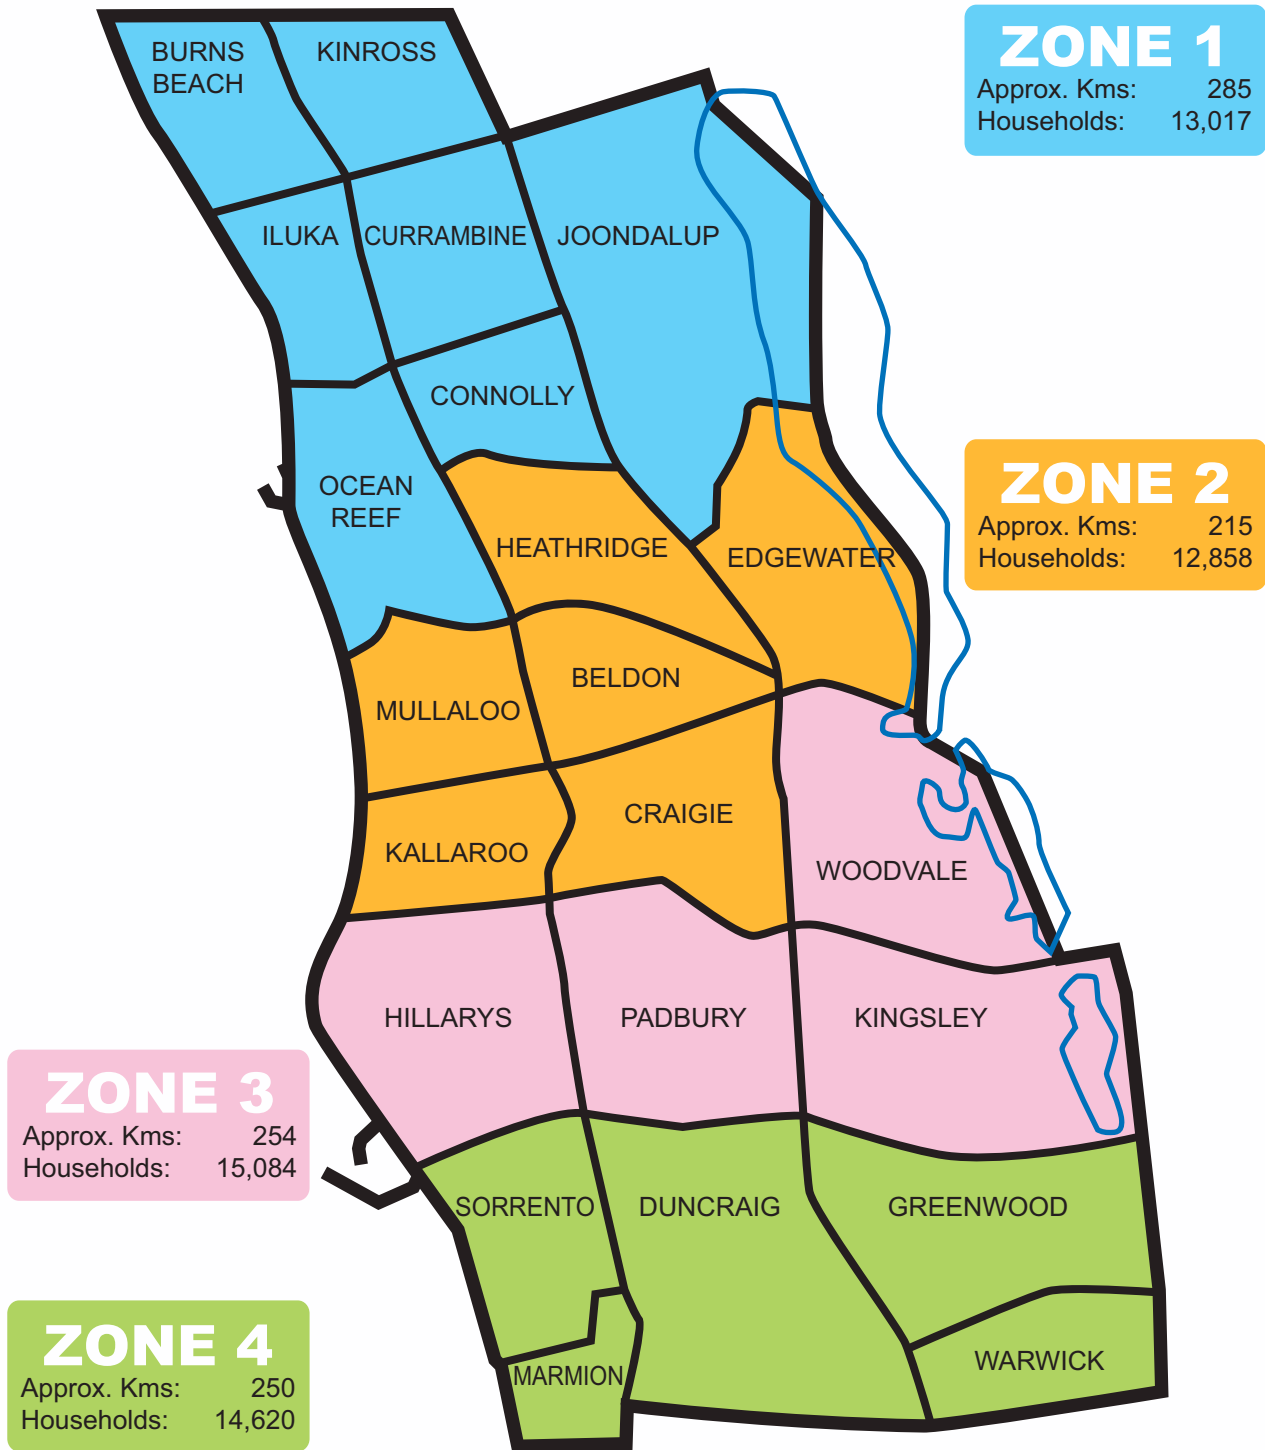 BURNS
BEACH
KINROSS
ZONE 1
Approx. Kms: 285
Households: 13,017
ILUKA
CURRAMBINE
JOONDALUP
CONNOLLY
OCEAN
REEF
ZONE 2
Approx. Kms: 215
Households: 12,858
HEATHRIDGE
EDGEWATER
BELDON
MULLALOO
CRAIGIE
KALLAROO
WOODVALE
HILLARYS
PADBURY
KINGSLEY
ZONE 3
Approx. Kms: 254
Households: 15,084
SORRENTO
DUNCRAIG
GREENWOOD
ZONE 4
Approx. Kms: 250
Households: 14,620
MARMION
WARWICK